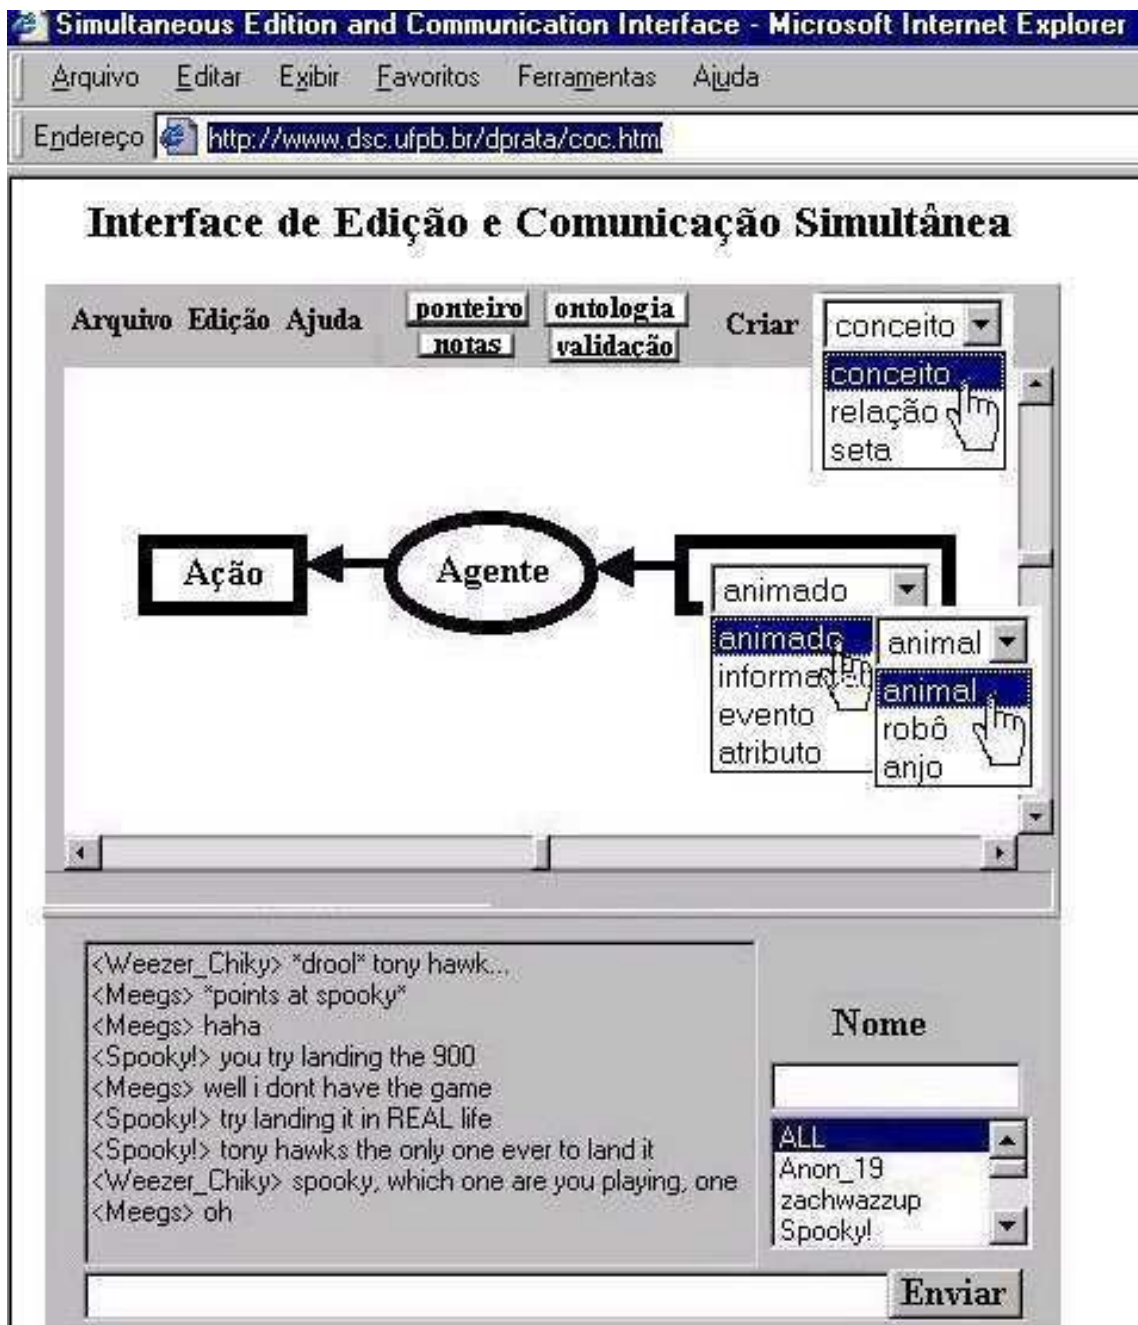 Simultaneous Edition and Communication Interface - Microsoft Internet Explorer
Arquivo Editar Exibir Favoritos Ferramentas Ajuda
Endereço http://www.dsc.ufpb.br/dprata/coc.html
Interface de Edição e Comunicação Simultânea
Arquivo Edição Ajuda
ponteiro ontologia
notas validação
Criar conceito
conceito
relação
seta
Ação
Agente
animado
animado
evento
atributo
animal
animal
robô
anjo
<Weezer_Chiky> *drool* tony hawk...
<Meegs> *points at spooky*
<Meegs> haha
<Spooky!> you try landing the 900
<Meegs> well i dont have the game
<Spooky!> try landing it in REAL life
<Spooky!> tony hawks the only one ever to land it
<Weezer_Chiky> spooky, which one are you playing, one
<Meegs> oh
Nome
ALL
Anon_19
zachwazzup
Spooky!
Enviar